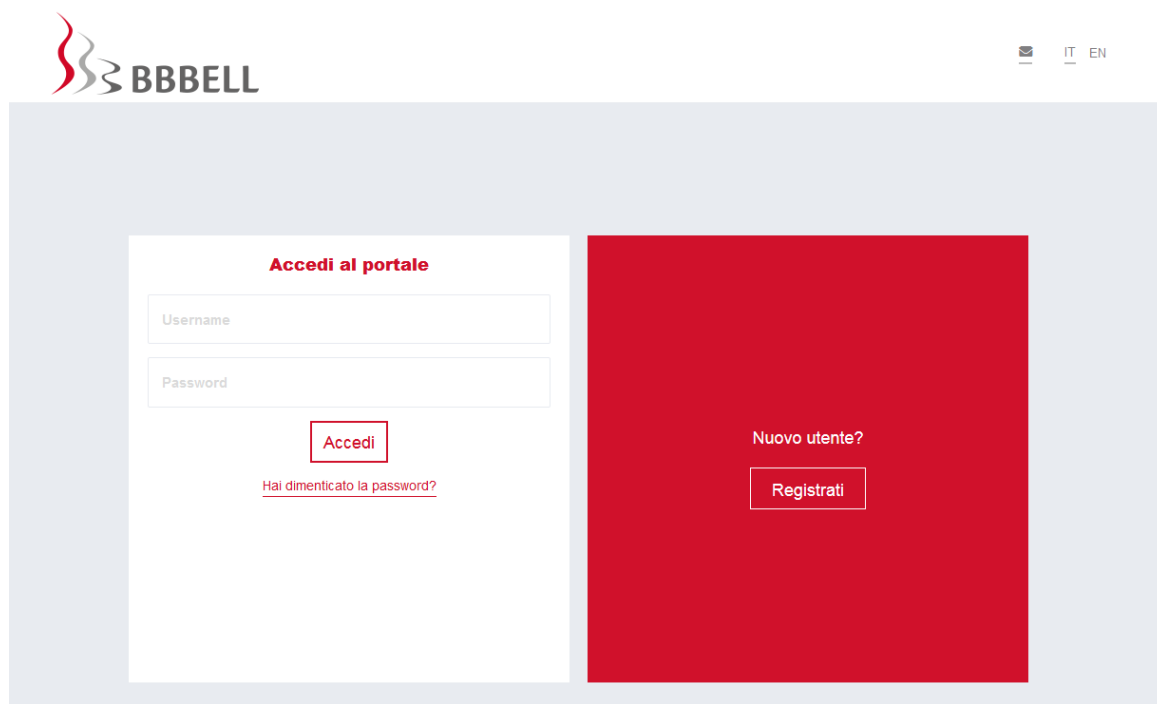 BBBELL
IT EN
Accedi al portale
Username
Password
Accedi
Hai dimenticato la password?
Nuovo utente?
Registrati